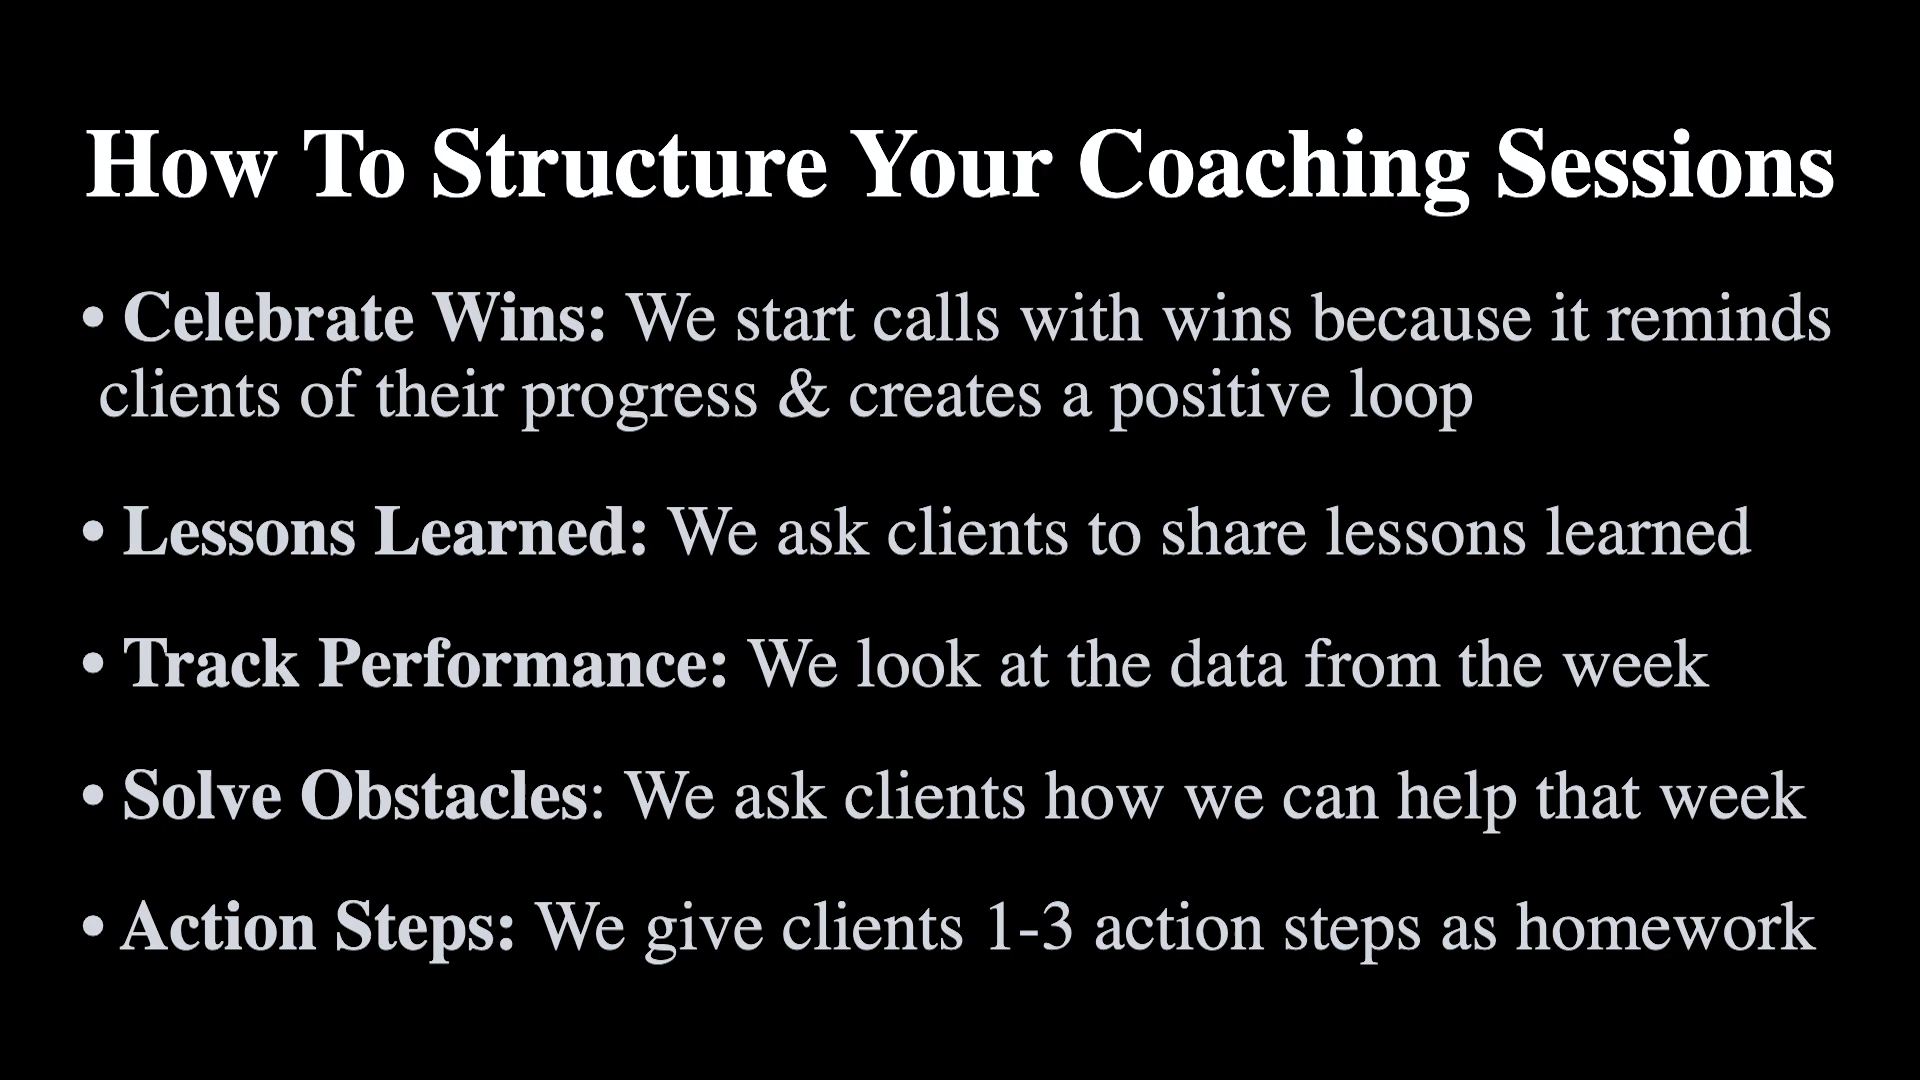 How To Structure Your Coaching Sessions
• Celebrate Wins: We start calls with wins because it reminds
clients of their progress & creates a positive loop
• Lessons Learned: We ask clients to share lessons learned
• Track Performance: We look at the data from the week
• Solve Obstacles: We ask clients how we can help that week
• Action Steps: We give clients 1-3 action steps as homework